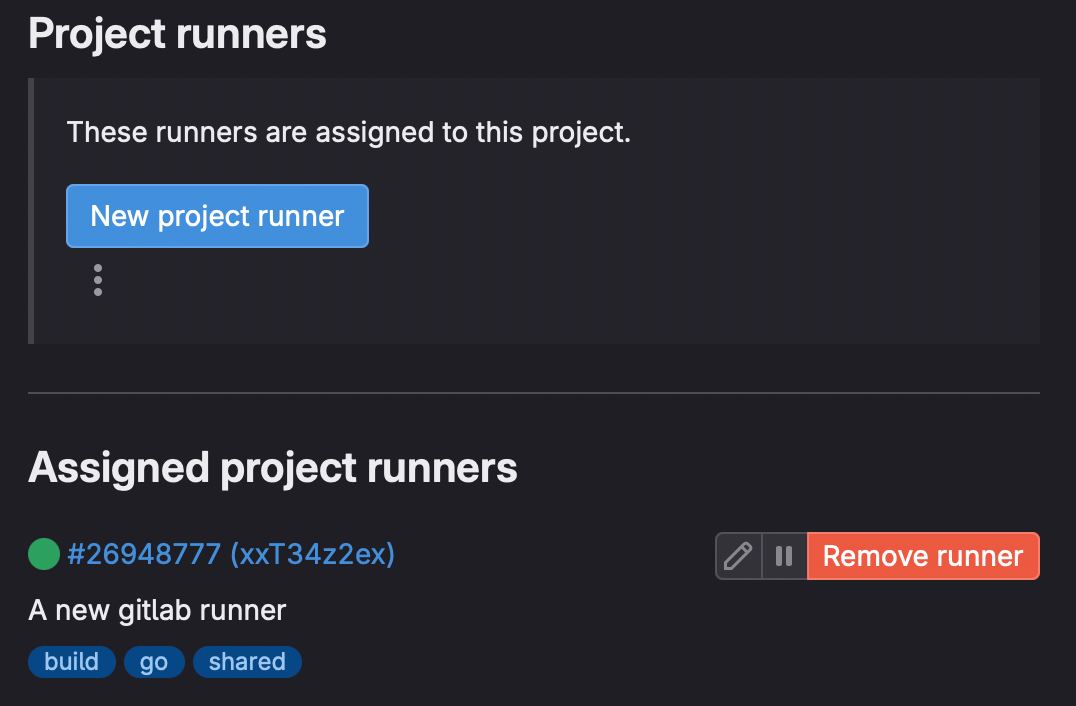 Project runners
These runners are assigned to this project.
New project runner
Assigned project runners
#26948777 (xxT34z2ex)
Remove runner
A new gitlab runner
build go shared